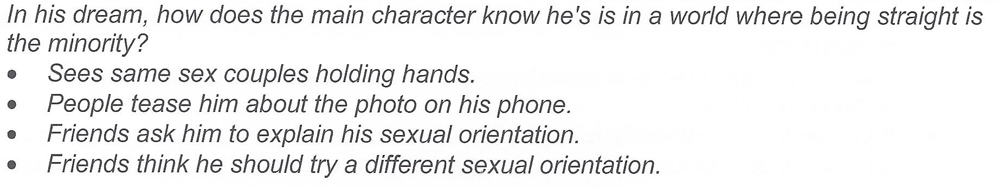 In his dream, how does the main character know he's is in a world where being straight is
the minority?
• Sees same sex couples holding hands.
• People tease him about the photo on his phone.
• Friends ask him to explain his sexual orientation.
• Friends think he should try a different sexual orientation.